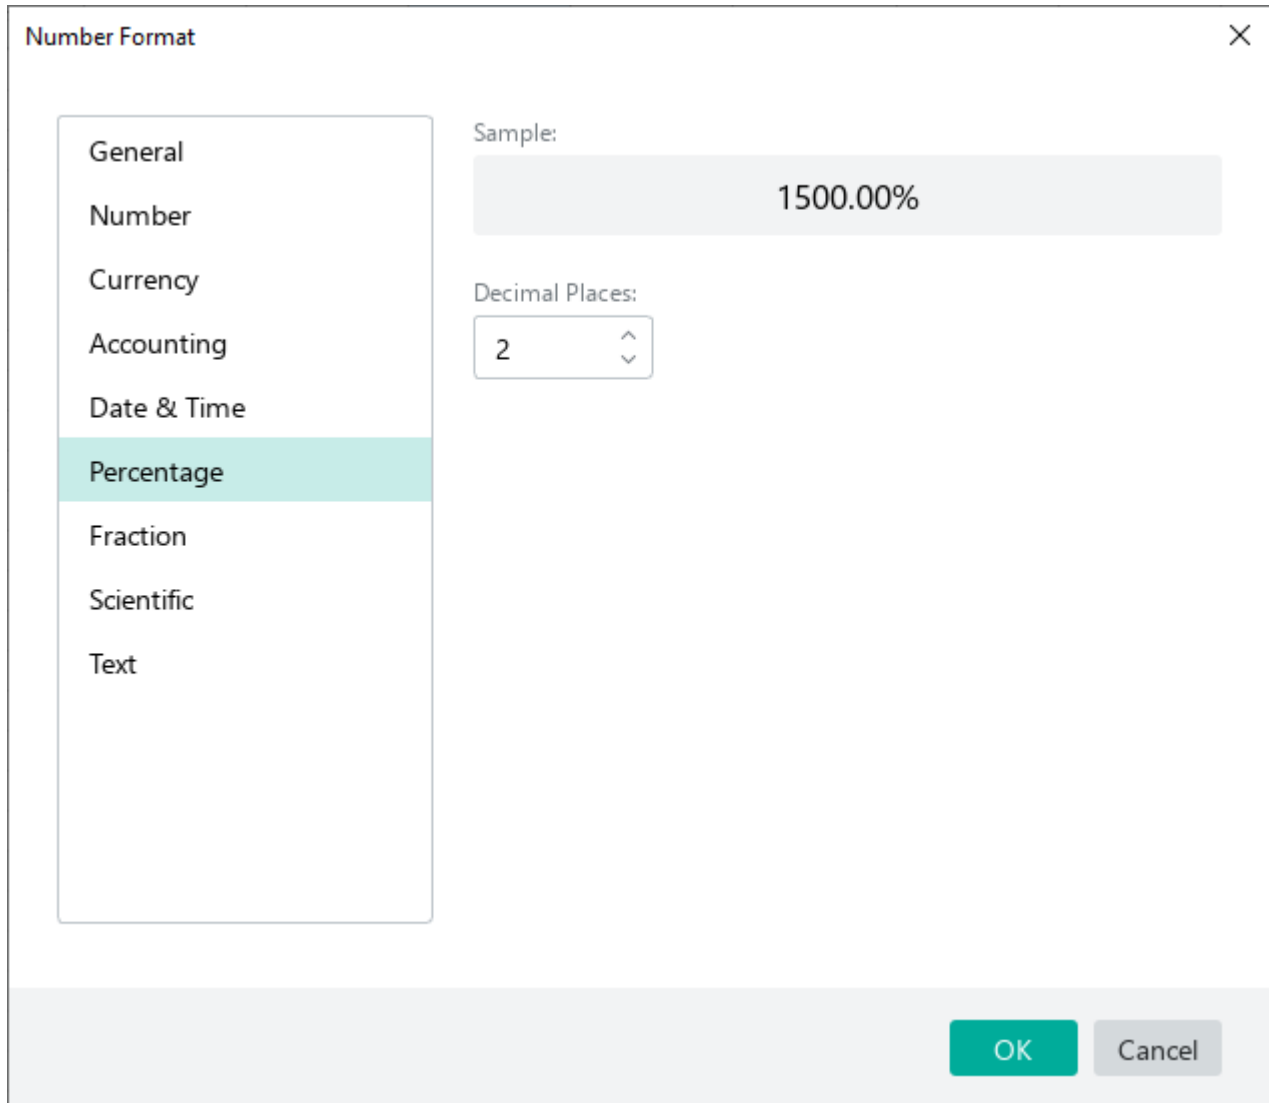 Number Format
General
Number
Currency
Accounting
Date & Time
Percentage
Fraction
Scientific
Text
Sample:
1500.00%
Decimal Places:
2
OK
Cancel